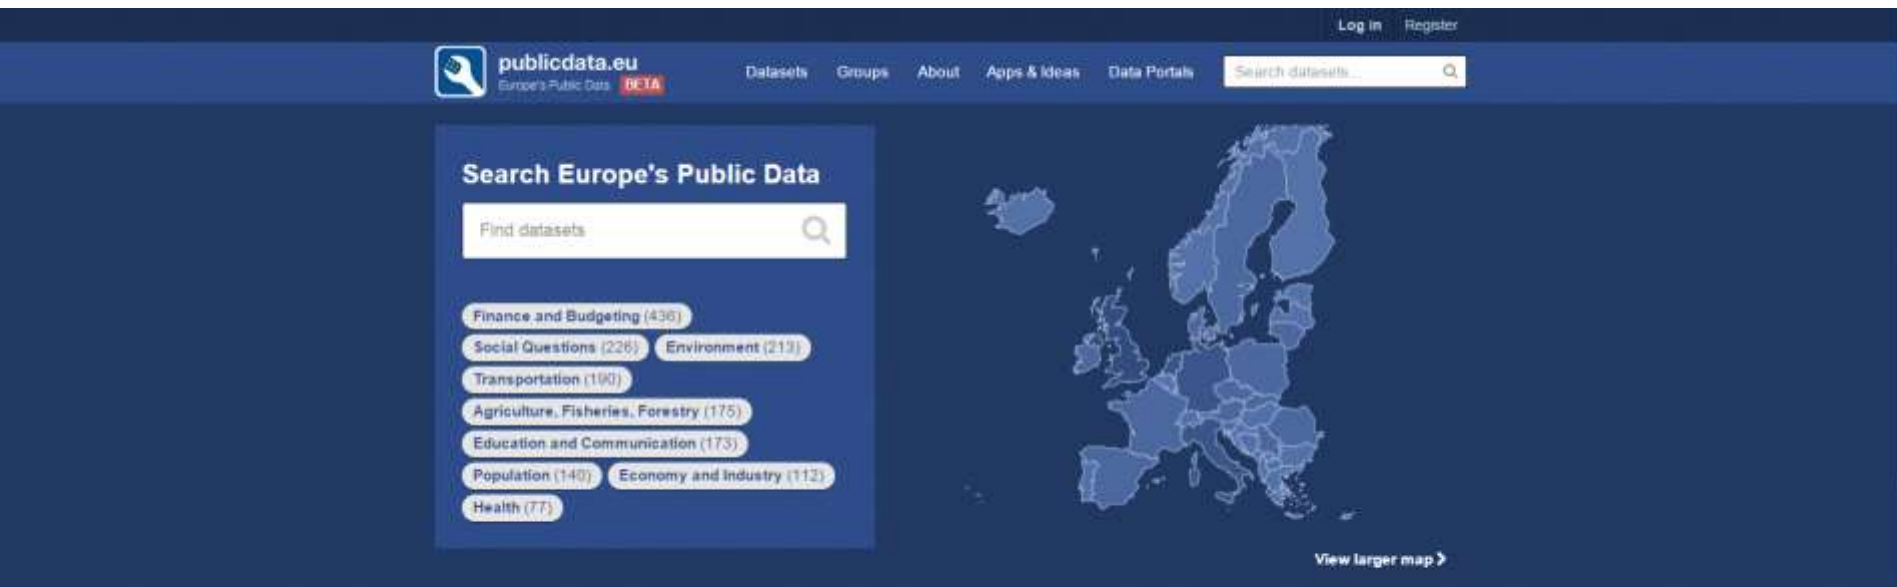 Log in Register
publicdata.eu
Europe's Public Data BETA
Datasets Groups About Apps & Ideas Data Portals Search datasets...
Search Europe's Public Data
Find datasets
Finance and Budgeting (436)
Social Questions (226) Environment (213)
Transportation (190)
Agriculture, Fisheries, Forestry (175)
Education and Communication (173)
Population (140) Economy and Industry (112)
Health (77)
View larger map